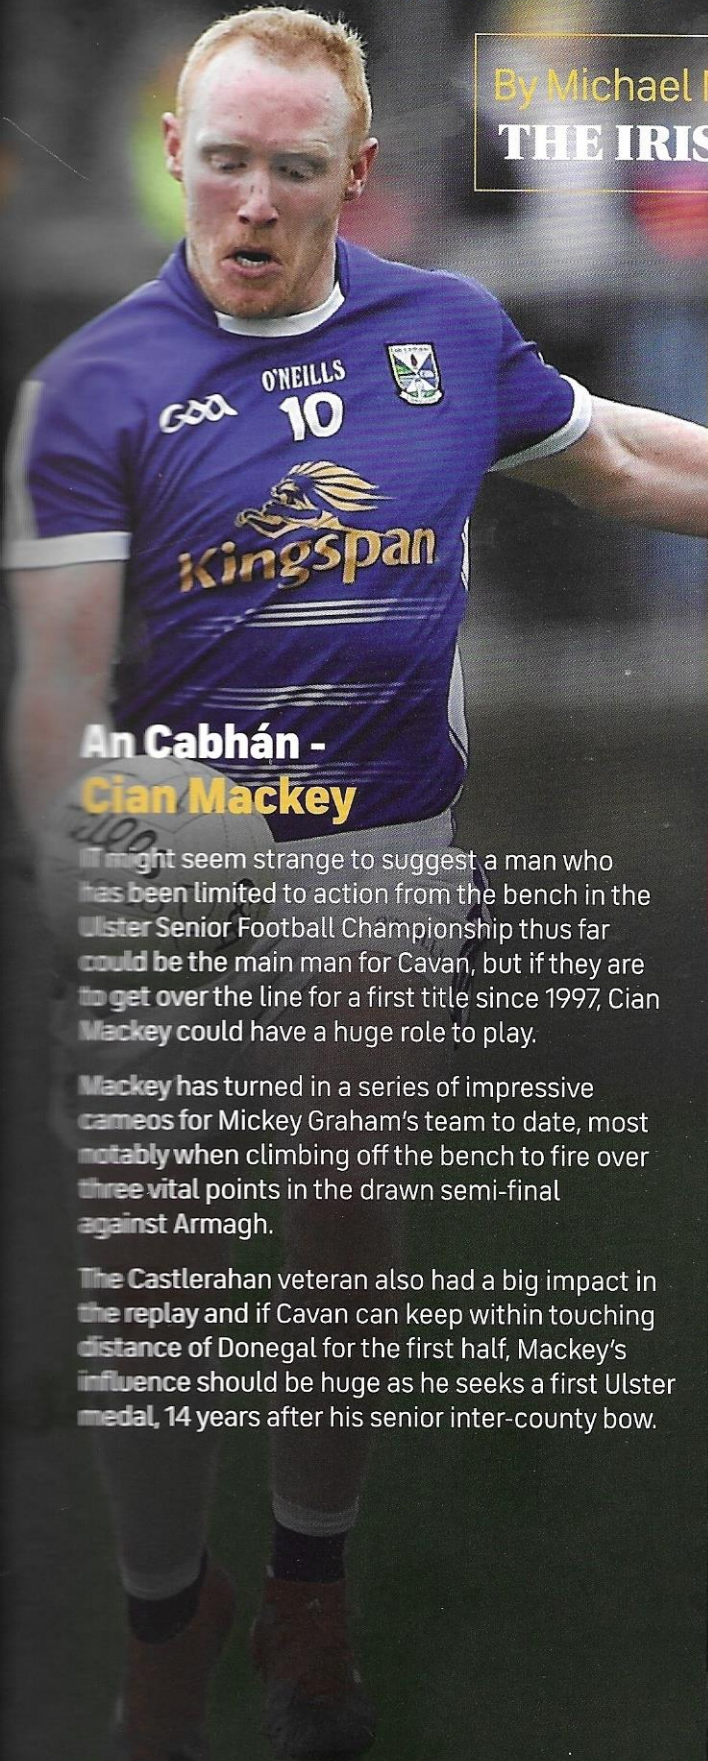 By Michael
THE IRIS
O'NEILLS
GAA
10
Kingspan
An Cabhán -
Cian Mackey
IT might seem strange to suggest a man who
has been limited to action from the bench in the
Ulster Senior Football Championship thus far
could be the main man for Cavan, but if they are
to get over the line for a first title since 1997, Cian
Mackey could have a huge role to play.
Mackey has turned in a series of impressive
cameos for Mickey Graham's team to date, most
notably when climbing off the bench to fire over
three vital points in the drawn semi-final
against Armagh.
The Castlerahan veteran also had a big impact in
the replay and if Cavan can keep within touching
distance of Donegal for the first half, Mackey's
influence should be huge as he seeks a first Ulster
medal, 14 years after his senior inter-county bow.